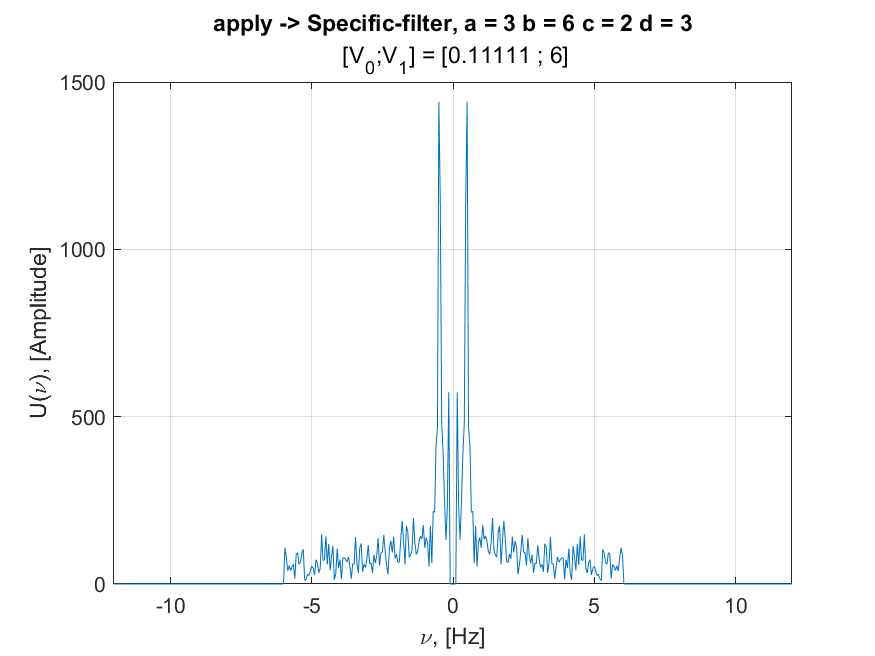 apply -> Specific-filter, a = 3 b = 6 c = 2 d = 3
[V₀;V₁] = [0.11111 ; 6]
1500
1000
500
0
U(ν), [Amplitude]
-10 -5 0 5 10
ν, [Hz]